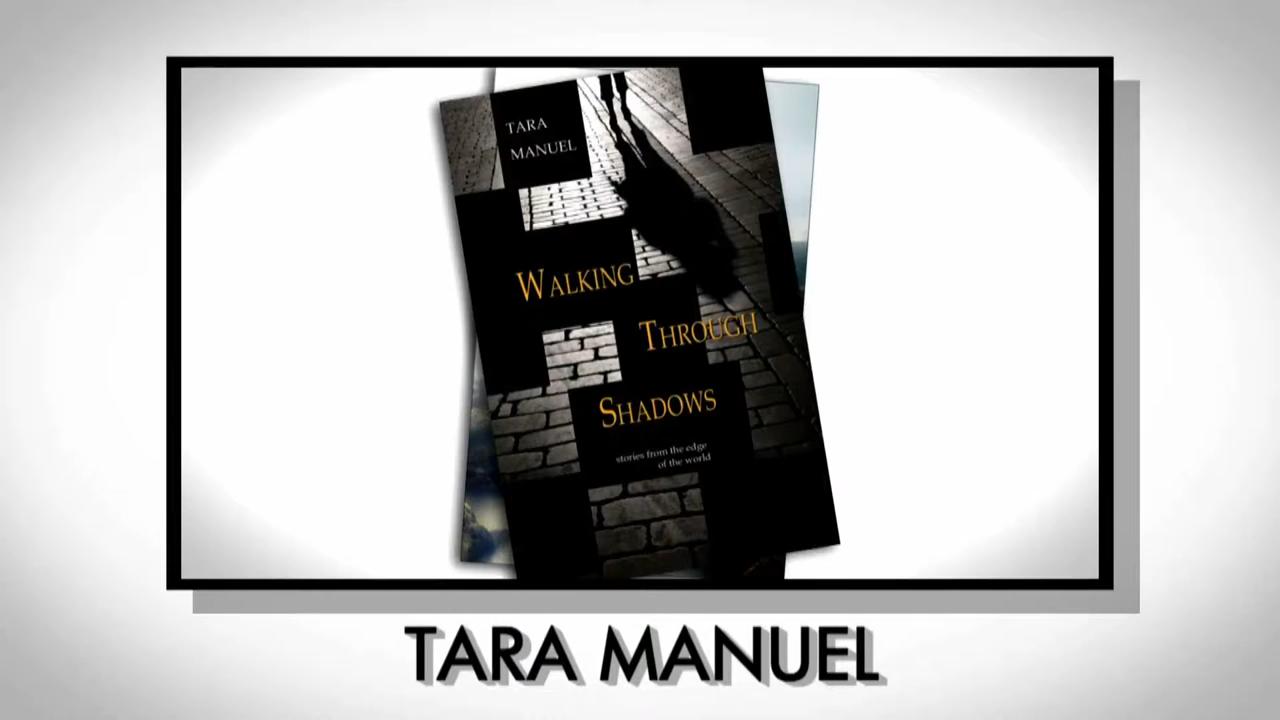 TARA
MANUEL
WALKING
THROUGH
SHADOWS
stories from the edge
of the world
TARA MANUEL